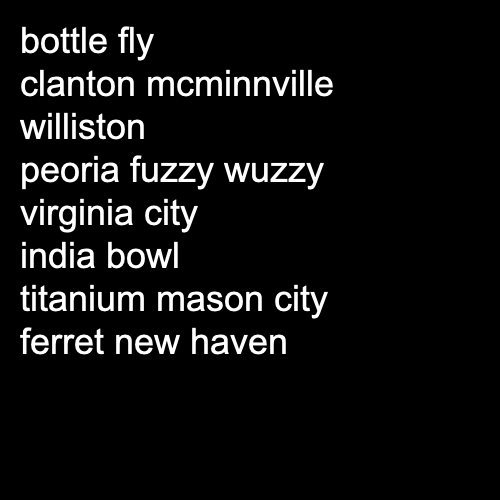 bottle fly
clanton mcminnville
williston
peoria fuzzy wuzzy
virginia city
india bowl
titanium mason city
ferret new haven